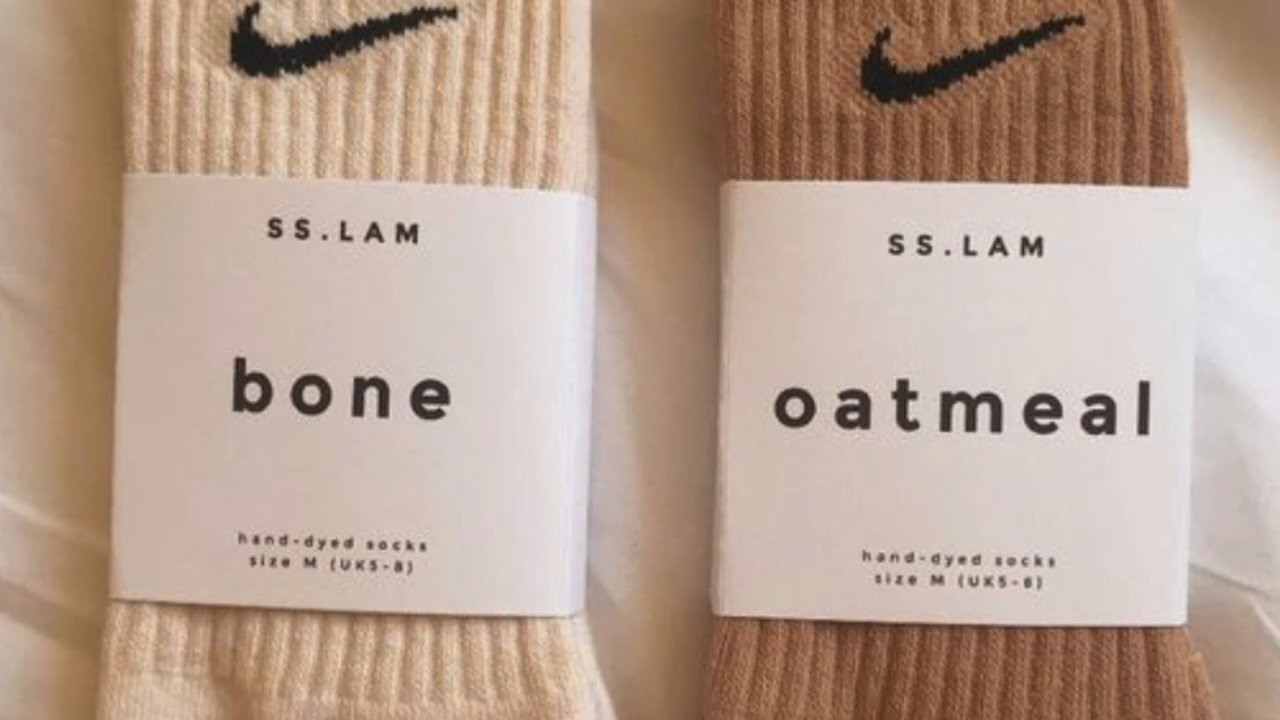 SS.LAM
bone
hand-dyed socks
size M (UK5-8)
SS.LAM
oatmeal
hand-dyed socks
size M (UK5-8)